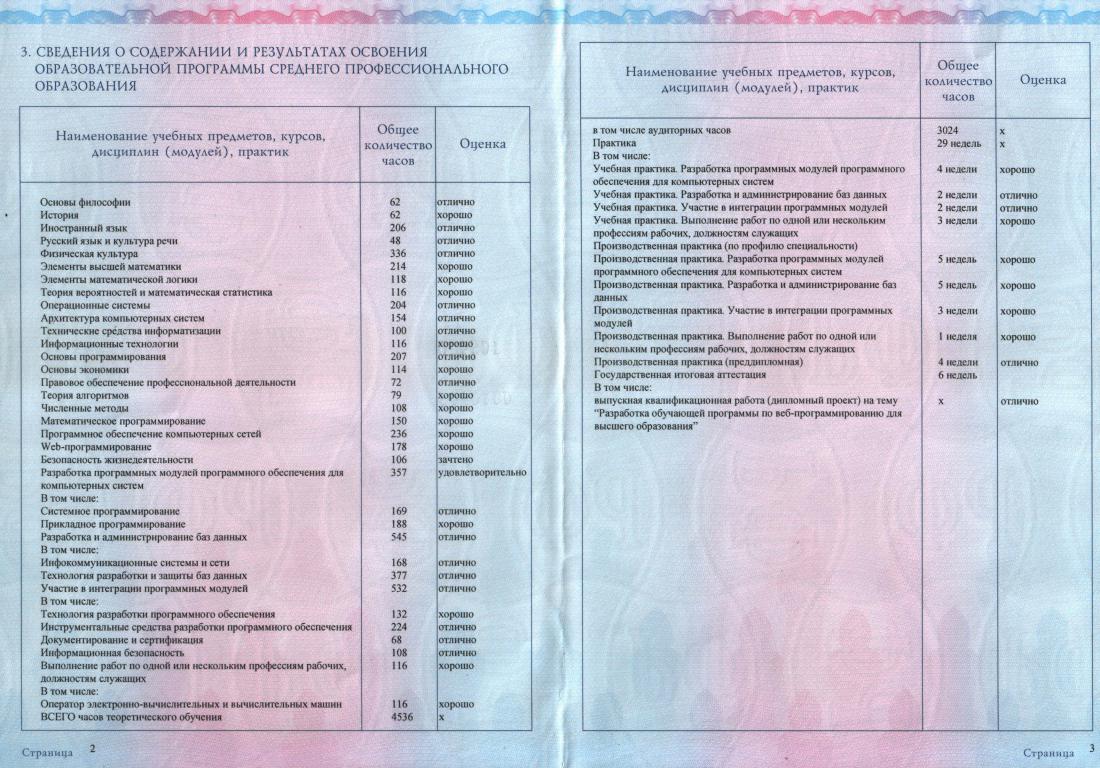 3. СВЕДЕНИЯ О СОДЕРЖАНИИ И РЕЗУЛЬТАТАХ ОСВОЕНИЯ
ОБРАЗОВАТЕЛЬНОЙ ПРОГРАММЫ СРЕДНЕГО ПРОФЕССИОНАЛЬНОГО
ОБРАЗОВАНИЯ
Наименование учебных предметов, курсов,
дисциплин (модулей), практик
Общее
количество
часов
Оценка
Основы философии 62 отлично
История 62 хорошо
Иностранный язык 206 отлично
Русский язык и культура речи 48 отлично
Физическая культура 336 отлично
Элементы высшей математики 214 хорошо
Элементы математической логики 118 хорошо
Теория вероятностей и математическая статистика 116 хорошо
Операционные системы 204 отлично
Архитектура компьютерных систем 154 отлично
Технические средства информатизации 100 отлично
Информационные технологии 116 хорошо
Основы программирования 207 отлично
Основы экономики 114 хорошо
Правовое обеспечение профессиональной деятельности 72 отлично
Теория алгоритмов 79 хорошо
Численные методы 108 хорошо
Математическое программирование 150 хорошо
Программное обеспечение компьютерных сетей 236 хорошо
Web-программирование 178 хорошо
Безопасность жизнедеятельности 106 зачтено
Разработка программных модулей программного обеспечения для 357 удовлетворительно
компьютерных систем
В том числе:
Системное программирование 169 отлично
Прикладное программирование 188 хорошо
Разработка и администрирование баз данных 545 отлично
В том числе:
Инфокоммуникационные системы и сети 168 отлично
Технология разработки и защиты баз данных 377 отлично
Участие в интеграции программных модулей 532 отлично
В том числе:
Технология разработки программного обеспечения 132 хорошо
Инструментальные средства разработки программного обеспечения 224 отлично
Документирование и сертификация 68 отлично
Информационная безопасность 108 отлично
Выполнение работ по одной или нескольким профессиям рабочих, 116 хорошо
должностям служащих
В том числе:
Оператор электронно-вычислительных и вычислительных машин 116 хорошо
ВСЕГО часов теоретического обучения 4536 х
Страница 2
Наименование учебных предметов, курсов,
дисциплин (модулей), практик
Общее
количество
часов
Оценка
в том числе аудиторных часов 3024 х
Практика 29 недель х
В том числе:
Учебная практика. Разработка программных модулей программного 4 недели хорошо
обеспечения для компьютерных систем
Учебная практика. Разработка и администрирование баз данных 2 недели отлично
Учебная практика. Участие в интеграции программных модулей 2 недели отлично
Учебная практика. Выполнение работ по одной или нескольким 3 недели хорошо
профессиям рабочих, должностям служащих
Производственная практика (по профилю специальности)
Производственная практика. Разработка программных модулей 5 недель хорошо
программного обеспечения для компьютерных систем
Производственная практика. Разработка и администрирование баз 5 недель хорошо
данных
Производственная практика. Участие в интеграции программных 3 недели хорошо
модулей
Производственная практика. Выполнение работ по одной или 1 неделя хорошо
нескольким профессиям рабочих, должностям служащих
Производственная практика (преддипломная) 4 недели отлично
Государственная итоговая аттестация 6 недель
В том числе:
выпускная квалификационная работа (дипломный проект) на тему х отлично
"Разработка обучающей программы по веб-программированию для
высшего образования"
Страница 3